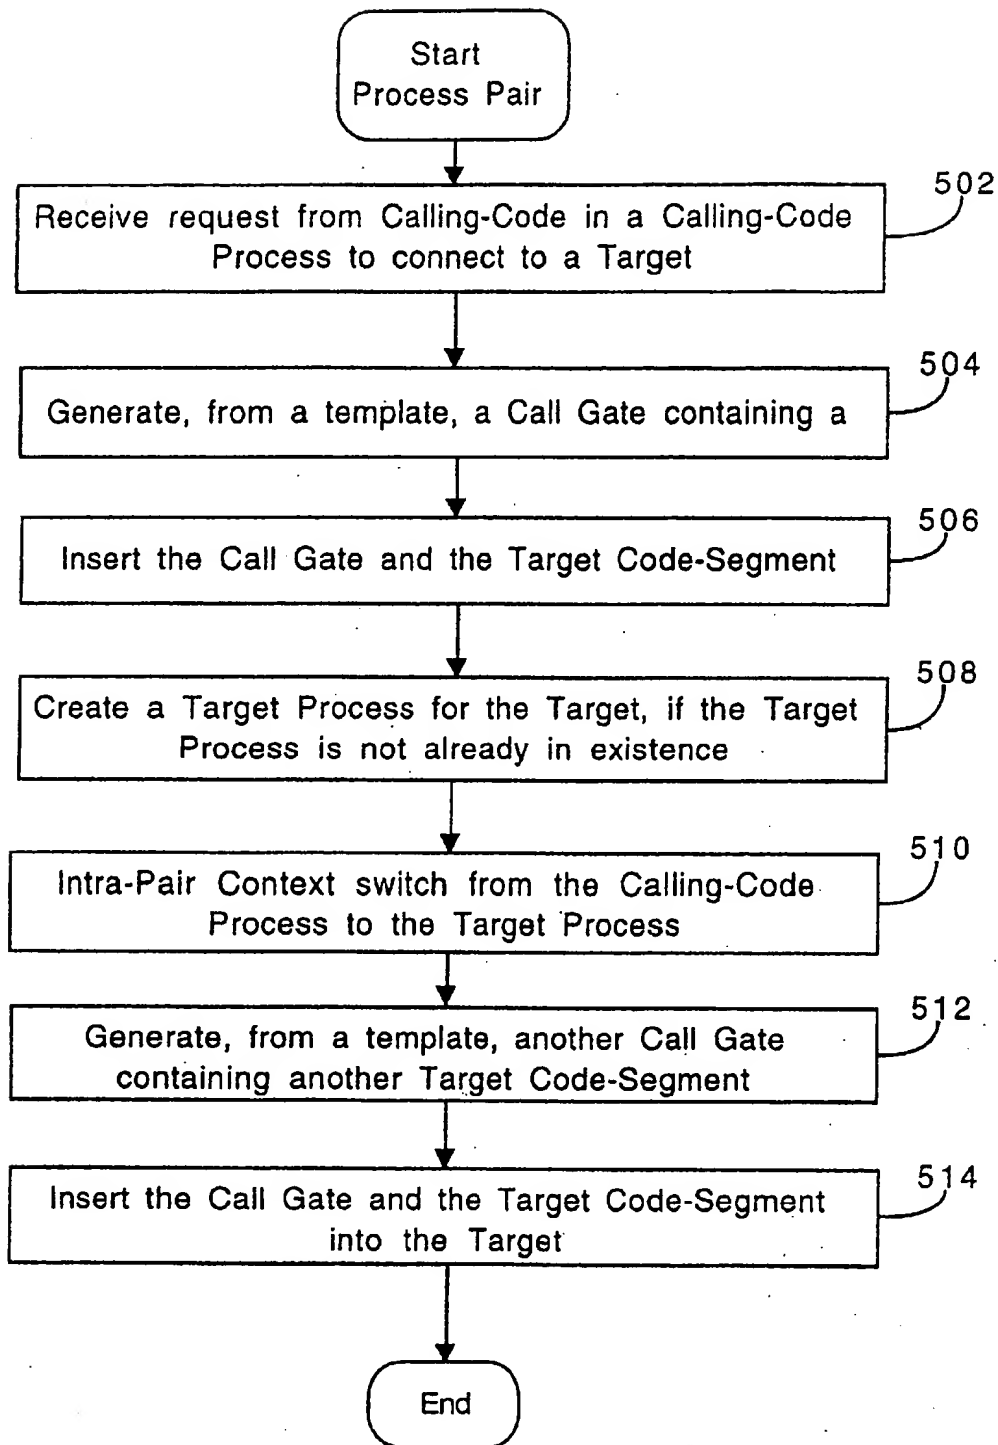 Start
Process Pair
502
Receive request from Calling-Code in a Calling-Code
Process to connect to a Target
504
Generate, from a template, a Call Gate containing a
506
Insert the Call Gate and the Target Code-Segment
508
Create a Target Process for the Target, if the Target
Process is not already in existence
510
Intra-Pair Context switch from the Calling-Code
Process to the Target Process
512
Generate, from a template, another Call Gate
containing another Target Code-Segment
514
Insert the Call Gate and the Target Code-Segment
into the Target
End